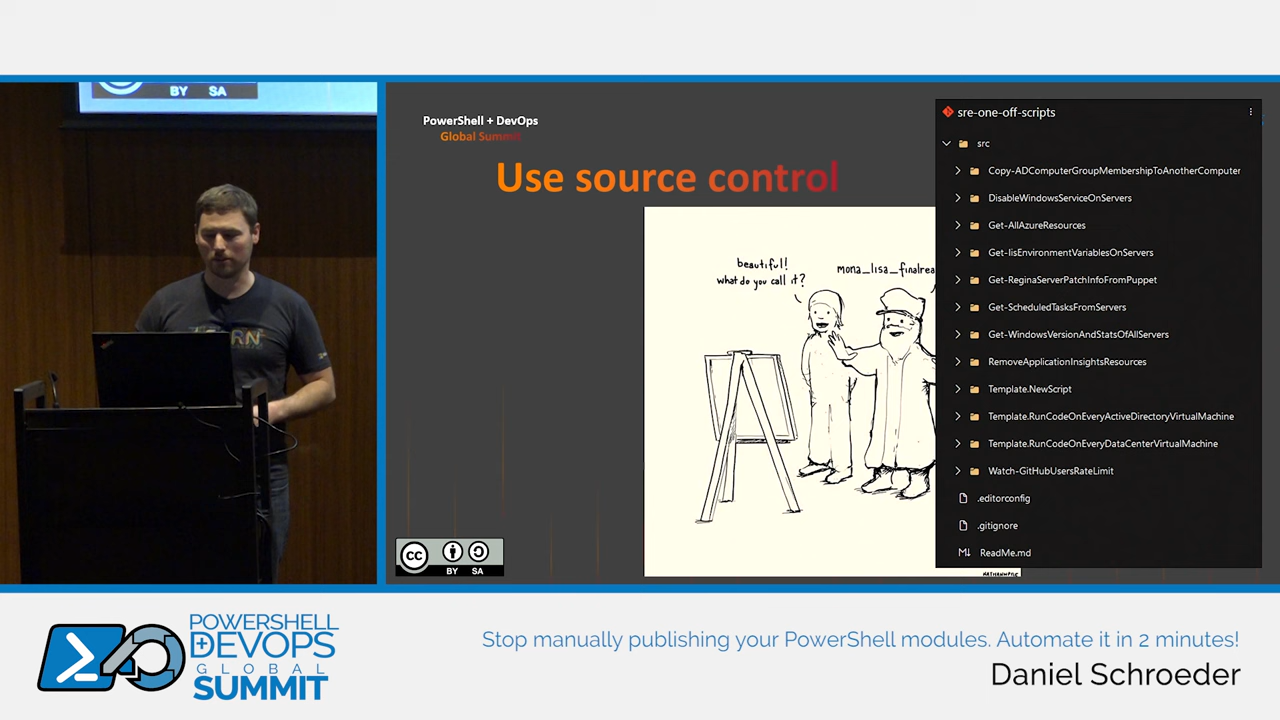 BY SA
PowerShell + DevOps
Global Summit
Use source control
beautiful!
what do you call it?
mona_lisa_finalrea
sre-one-off-scripts
src
Copy-ADComputerGroupMembershipToAnotherComputer
DisableWindowsServiceOnServers
Get-AllAzureResources
Get-IisEnvironmentVariablesOnServers
Get-ReginaServerPatchInfoFromPuppet
Get-ScheduledTasksFromServers
Get-WindowsVersionAndStatsOfAllServers
RemoveApplicationInsightsResources
Template.NewScript
Template.RunCodeOnEveryActiveDirectoryVirtualMachine
Template.RunCodeOnEveryDataCenterVirtualMachine
Watch-GitHubUsersRateLimit
.editorconfig
.gitignore
ReadMe.md
cc
BY SA
POWERSHELL
+DEVOPS
GLOBAL
SUMMIT
Stop manually publishing your PowerShell modules. Automate it in 2 minutes!
Daniel Schroeder